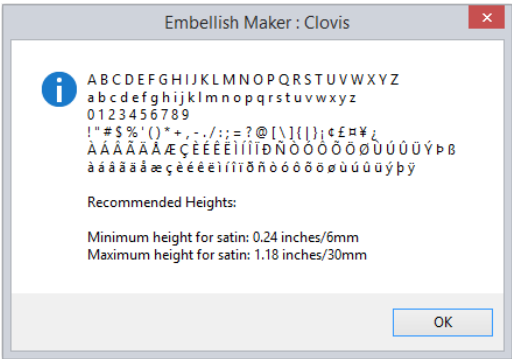 Embellish Maker : Clovis
A B C D E F G H I J K L M N O P Q R S T U V W X Y Z
a b c d e f g h i j k l m n o p q r s t u v w x y z
0 1 2 3 4 5 6 7 8 9
! " # $ % ' ( ) * + , - . / : ; = ? @ [ \ ] { | } ¡ ¢ £ ¤ ¥ ¿
À Á Â Ã Ä Å Æ Ç È É Ê Ë Ì Í Î Ï Ð Ñ Ò Ó Ô Õ Ö Ø Ù Ú Û Ü Ý Þ ß
à á â ã ä å æ ç è é ê ë ì í î ï ð ñ ò ó ô õ ö ø ù ú û ü ý þ ÿ
Recommended Heights:
Minimum height for satin: 0.24 inches/6mm
Maximum height for satin: 1.18 inches/30mm
OK